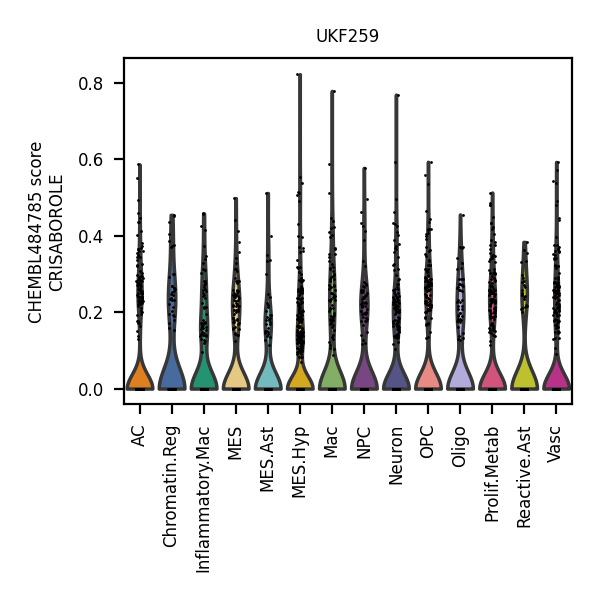 UKF259
CHEMBL484785 score
CRISABOROLE
0.8
0.6
0.4
0.2
0.0
AC
Chromatin.Reg
Inflammatory.Mac
MES
MES.Ast
MES.Hyp
Mac
NPC
Neuron
OPC
Oligo
Prolif.Metab
Reactive.Ast
Vasc